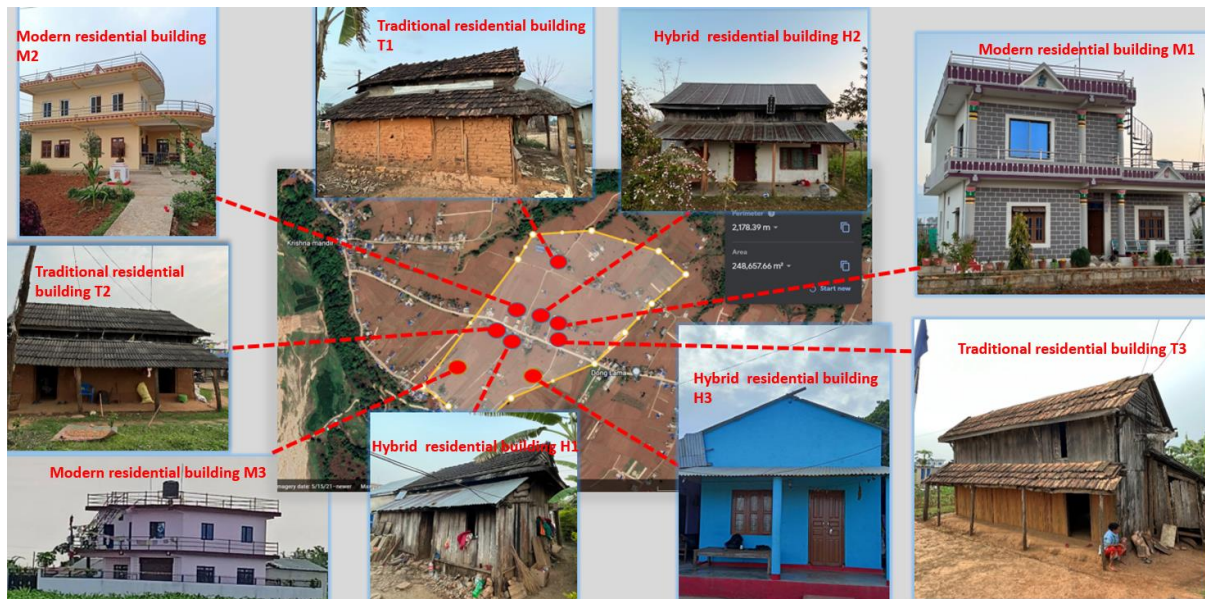 Modern residential building
M2
Traditional residential building
T1
Hybrid residential building H2
Modern residential building M1
Perimeter
2,178.39 m
Area
248,657.66 m²
Start new
Krishna mandir
Traditional residential
building T2
Hybrid residential building
H3
Traditional residential building T3
Hybrid residential building H1
Modern residential building M3